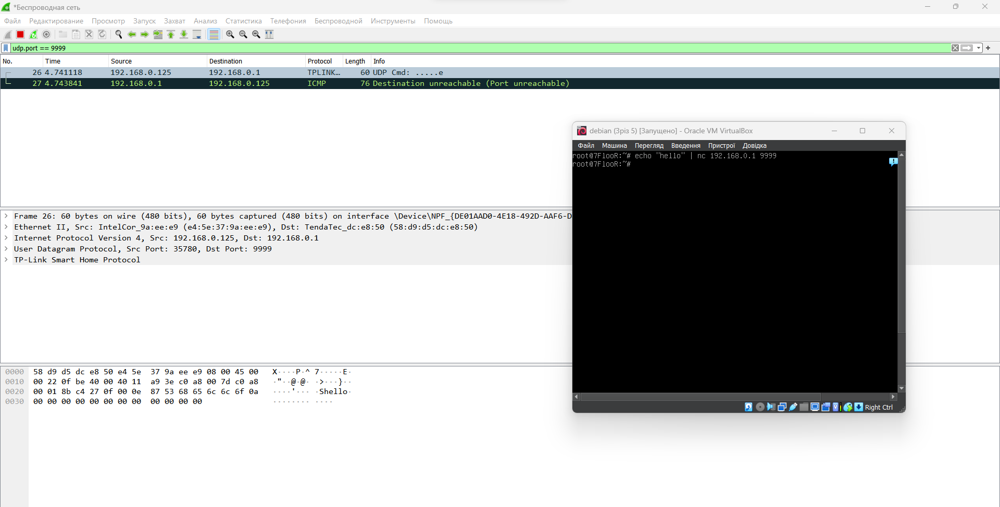 *Беспроводная сеть
Файл Редактирование Просмотр Запуск Захват Анализ Статистика Телефония Беспроводной Инструменты Помощь
udp.port == 9999
No. Time Source Destination Protocol Length Info
26 4.741118 192.168.0.125 192.168.0.1 TPLINK… 60 UDP Cmd: .....e
27 4.743841 192.168.0.1 192.168.0.125 ICMP 76 Destination unreachable (Port unreachable)
debian (Зріз 5) [Запущено] - Oracle VM VirtualBox
Файл Машина Перегляд Введення Пристрої Довідка
root@7FlooR:~# echo "hello" | nc 192.168.0.1 9999
root@7FlooR:~#
Right Ctrl
Frame 26: 60 bytes on wire (480 bits), 60 bytes captured (480 bits) on interface \Device\NPF_{DE01AAD0-4E18-492D-AAF6-D
Ethernet II, Src: IntelCor_9a:ee:e9 (e4:5e:37:9a:ee:e9), Dst: TendaTec_dc:e8:50 (58:d9:d5:dc:e8:50)
Internet Protocol Version 4, Src: 192.168.0.125, Dst: 192.168.0.1
User Datagram Protocol, Src Port: 35780, Dst Port: 9999
TP-Link Smart Home Protocol
0000 58 d9 d5 dc e8 50 e4 5e 37 9a ee e9 08 00 45 00 X····P·^ 7·····E·
0010 00 22 0f be 40 00 40 11 a9 3e c0 a8 00 7d c0 a8 ·"··@·@· ·>···}··
0020 00 01 8b c4 27 0f 00 0e 87 53 68 65 6c 6c 6f 0a ····'··· ·Shello·
0030 00 00 00 00 00 00 00 00 00 00 00 00 ········ ····